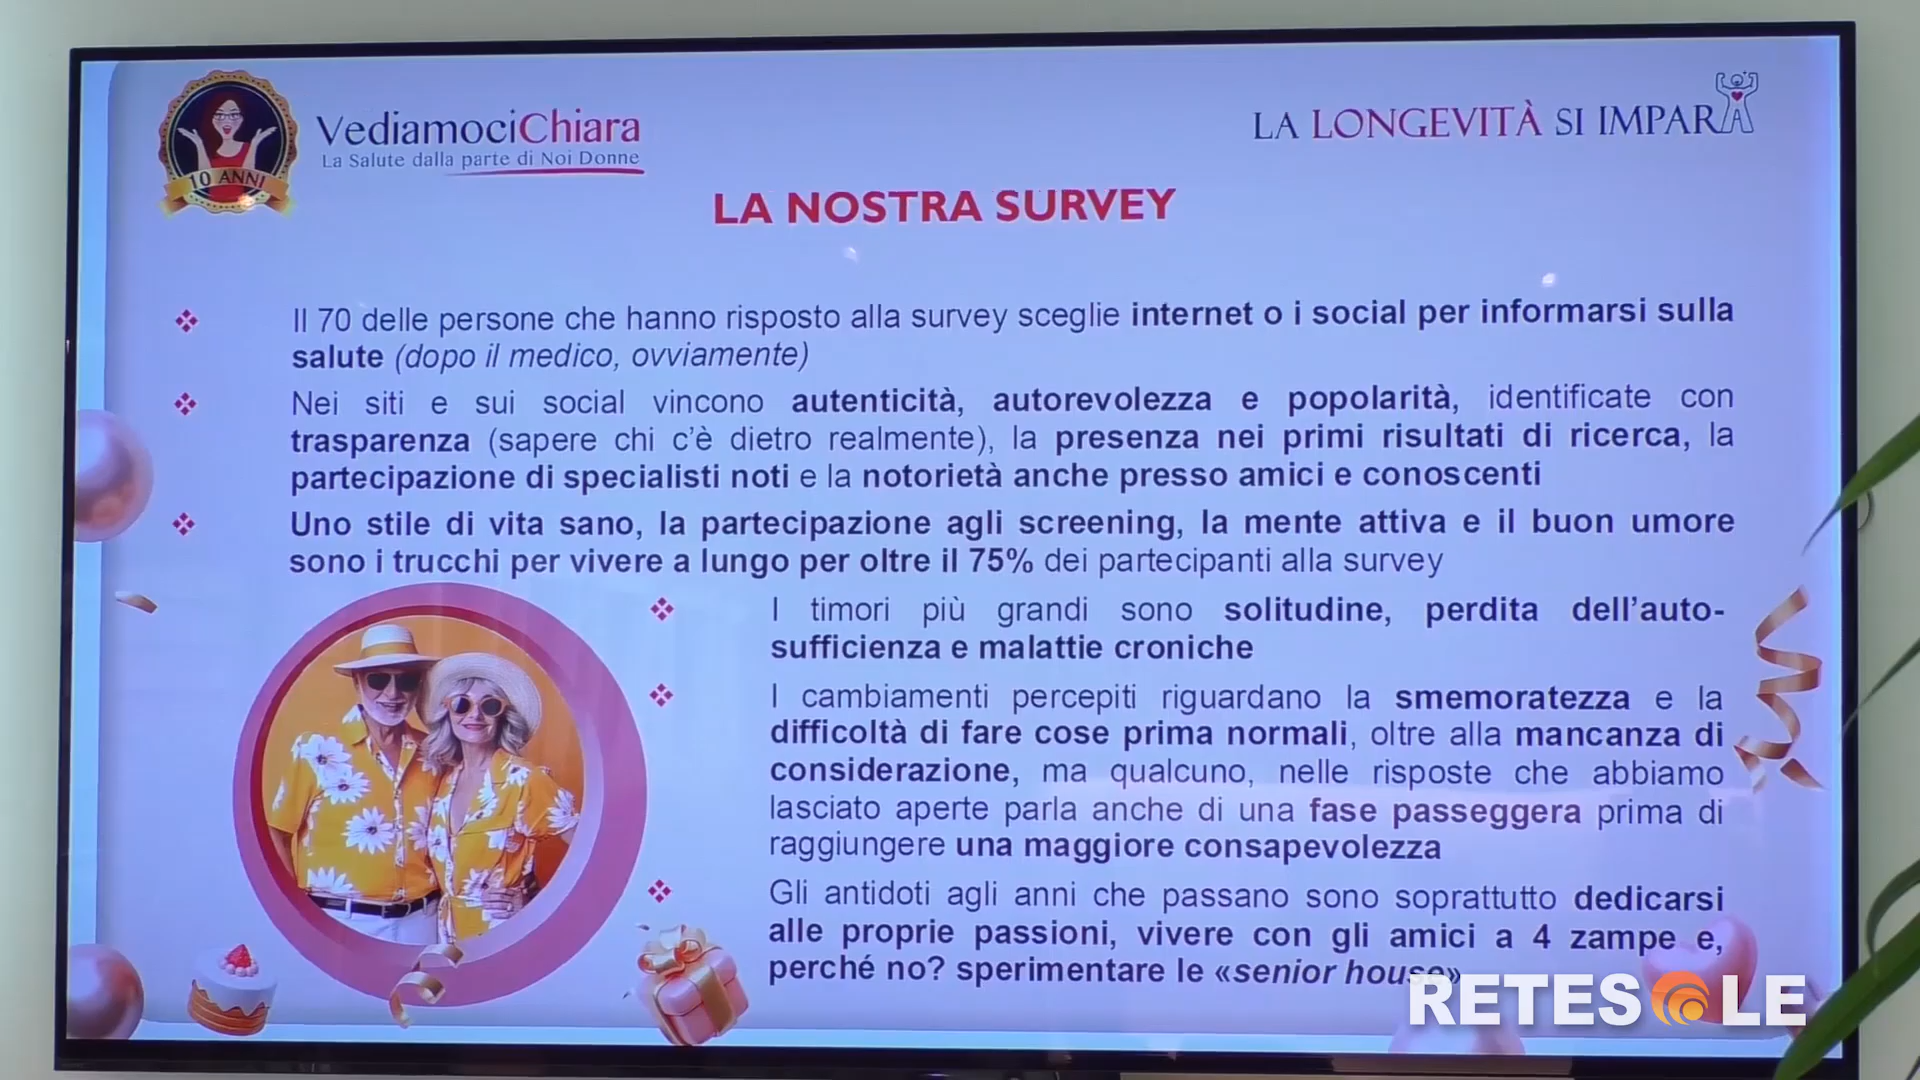 VediamociChiara
La Salute dalla parte di Noi Donne
10 ANNI
LA LONGEVITÀ SI IMPARA
LA NOSTRA SURVEY
Il 70 delle persone che hanno risposto alla survey sceglie internet o i social per informarsi sulla
salute (dopo il medico, ovviamente)
Nei siti e sui social vincono autenticità, autorevolezza e popolarità, identificate con
trasparenza (sapere chi c'è dietro realmente), la presenza nei primi risultati di ricerca, la
partecipazione di specialisti noti e la notorietà anche presso amici e conoscenti
Uno stile di vita sano, la partecipazione agli screening, la mente attiva e il buon umore
sono i trucchi per vivere a lungo per oltre il 75% dei partecipanti alla survey
I timori più grandi sono solitudine, perdita dell'auto-
sufficienza e malattie croniche
I cambiamenti percepiti riguardano la smemoratezza e la
difficoltà di fare cose prima normali, oltre alla mancanza di
considerazione, ma qualcuno, nelle risposte che abbiamo
lasciato aperte parla anche di una fase passeggera prima di
raggiungere una maggiore consapevolezza
Gli antidoti agli anni che passano sono soprattutto dedicarsi
alle proprie passioni, vivere con gli amici a 4 zampe e,
perché no? sperimentare le «senior house»
RETESOLE